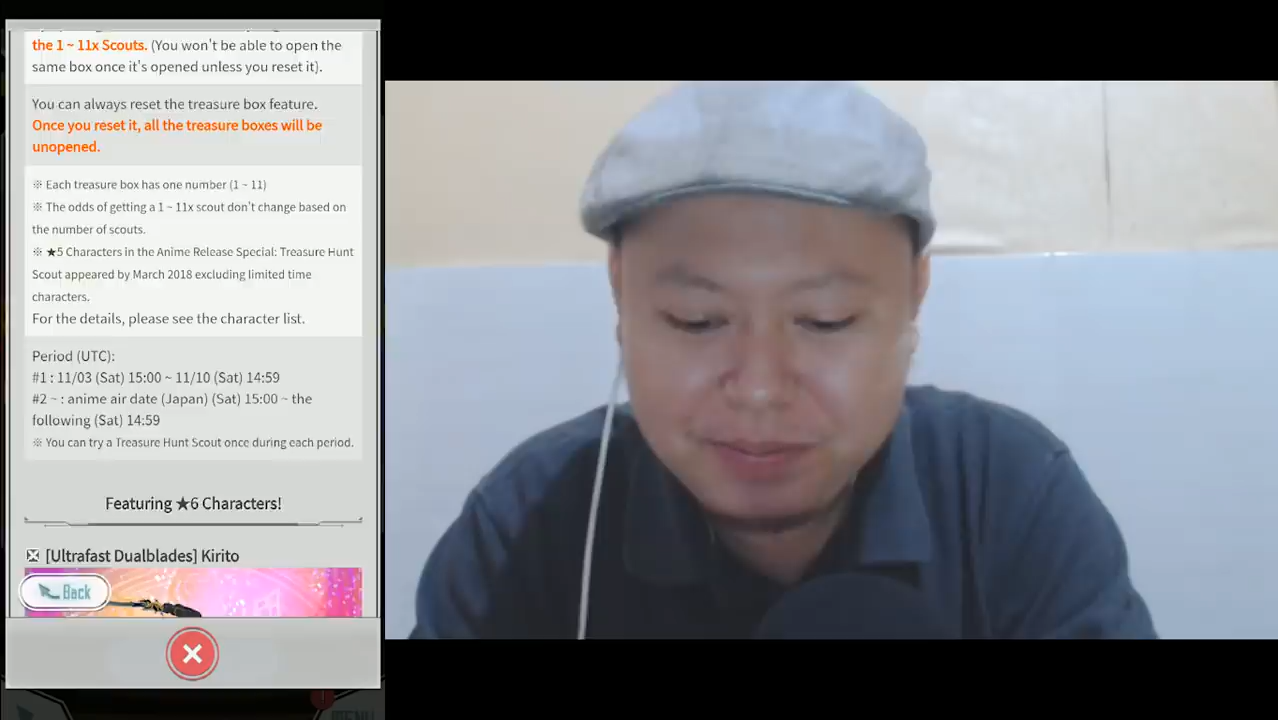 the 1 ~ 11x Scouts. (You won't be able to open the
same box once it's opened unless you reset it).
You can always reset the treasure box feature.
Once you reset it, all the treasure boxes will be
unopened.
※ Each treasure box has one number (1 ~ 11)
※ The odds of getting a 1 ~ 11x scout don't change based on
the number of scouts.
※ ★5 Characters in the Anime Release Special: Treasure Hunt
Scout appeared by March 2018 excluding limited time
characters.
For the details, please see the character list.
Period (UTC):
#1 : 11/03 (Sat) 15:00 ~ 11/10 (Sat) 14:59
#2 ~ : anime air date (Japan) (Sat) 15:00 ~ the
following (Sat) 14:59
※ You can try a Treasure Hunt Scout once during each period.
Featuring ★6 Characters!
[Ultrafast Dualblades] Kirito
Back